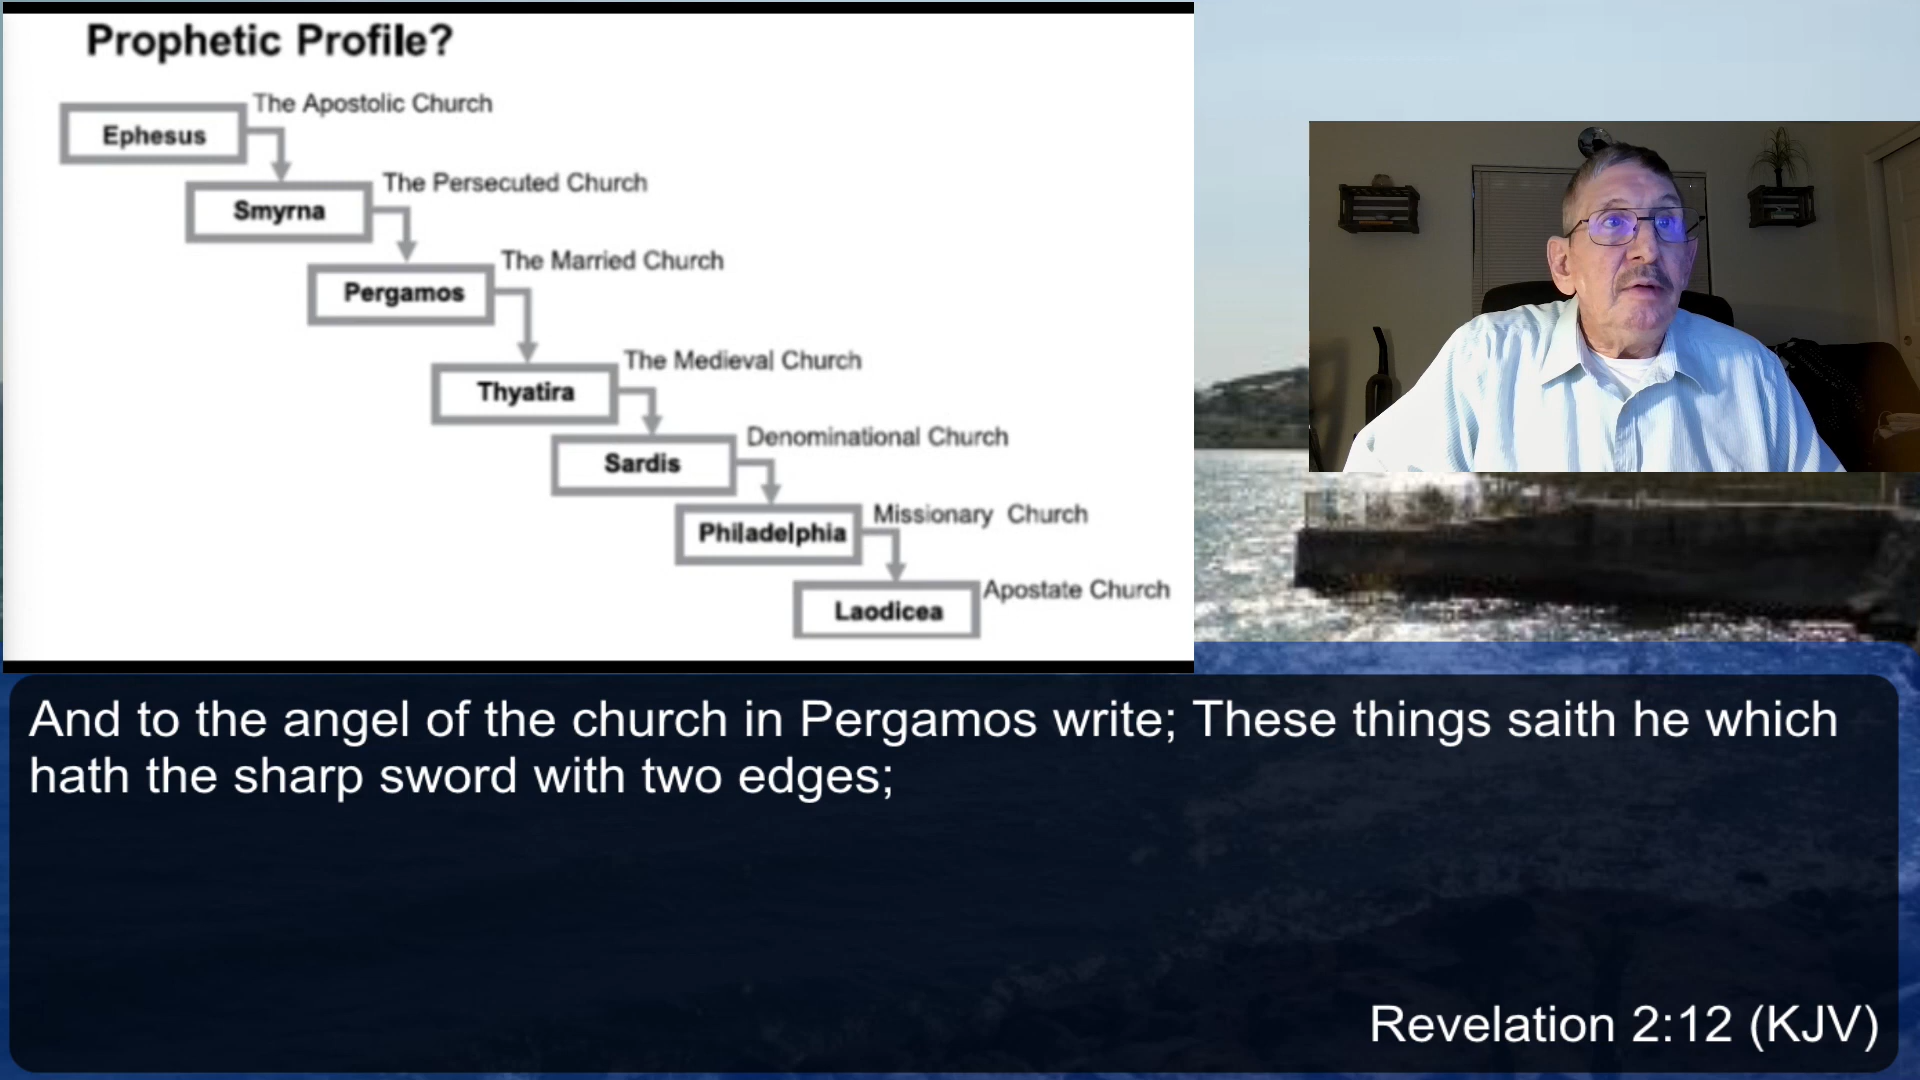 Prophetic Profile?
The Apostolic Church
Ephesus
The Persecuted Church
Smyrna
The Married Church
Pergamos
The Medieval Church
Thyatira
Denominational Church
Sardis
Missionary Church
Philadelphia
Apostate Church
Laodicea
And to the angel of the church in Pergamos write; These things saith he which
hath the sharp sword with two edges;
Revelation 2:12 (KJV)